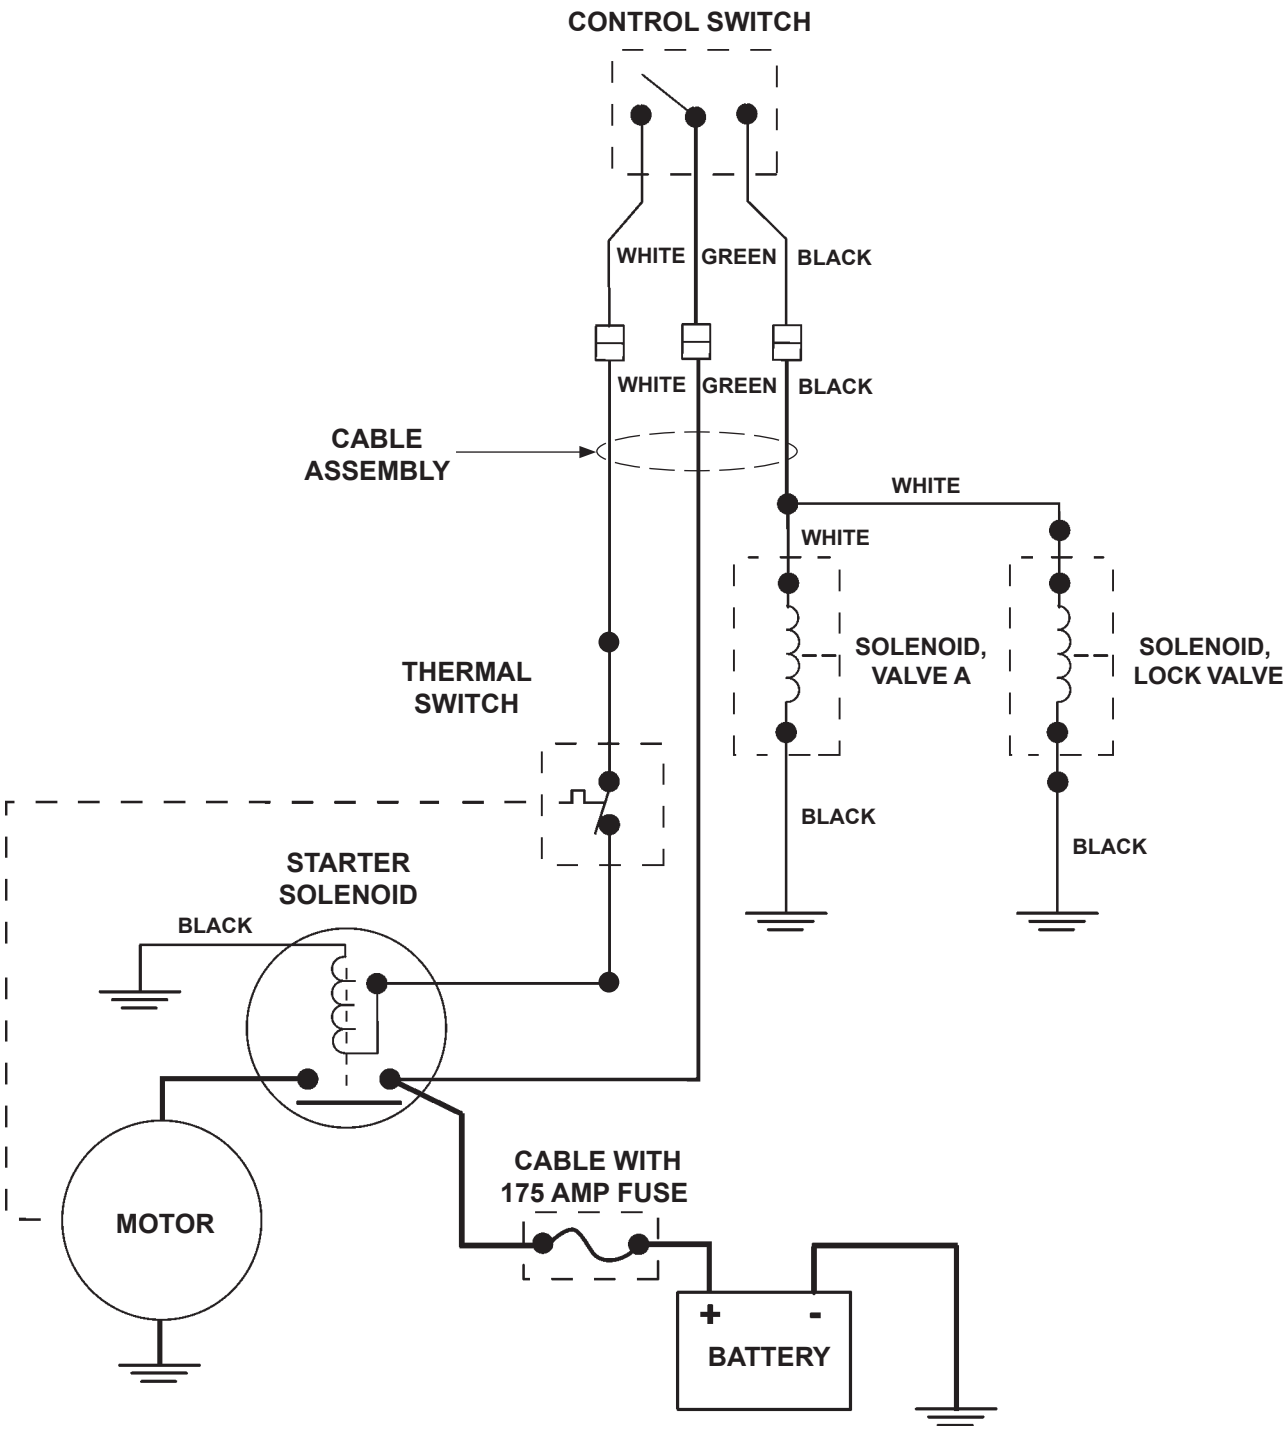 CONTROL SWITCH
WHITE
GREEN
BLACK
WHITE
GREEN
BLACK
CABLE
ASSEMBLY
WHITE
WHITE
THERMAL
SWITCH
SOLENOID,
VALVE A
SOLENOID,
LOCK VALVE
BLACK
BLACK
STARTER
SOLENOID
BLACK
CABLE WITH
175 AMP FUSE
MOTOR
+ -
BATTERY